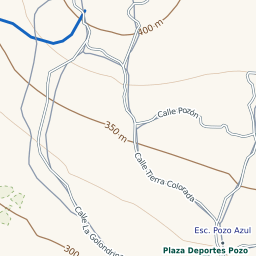 400 m
Calle Pozón
350 m
Calle Tierra Colorada
Calle La Golondrina
Esc. Pozo Azul
300
Plaza Deportes Pozo